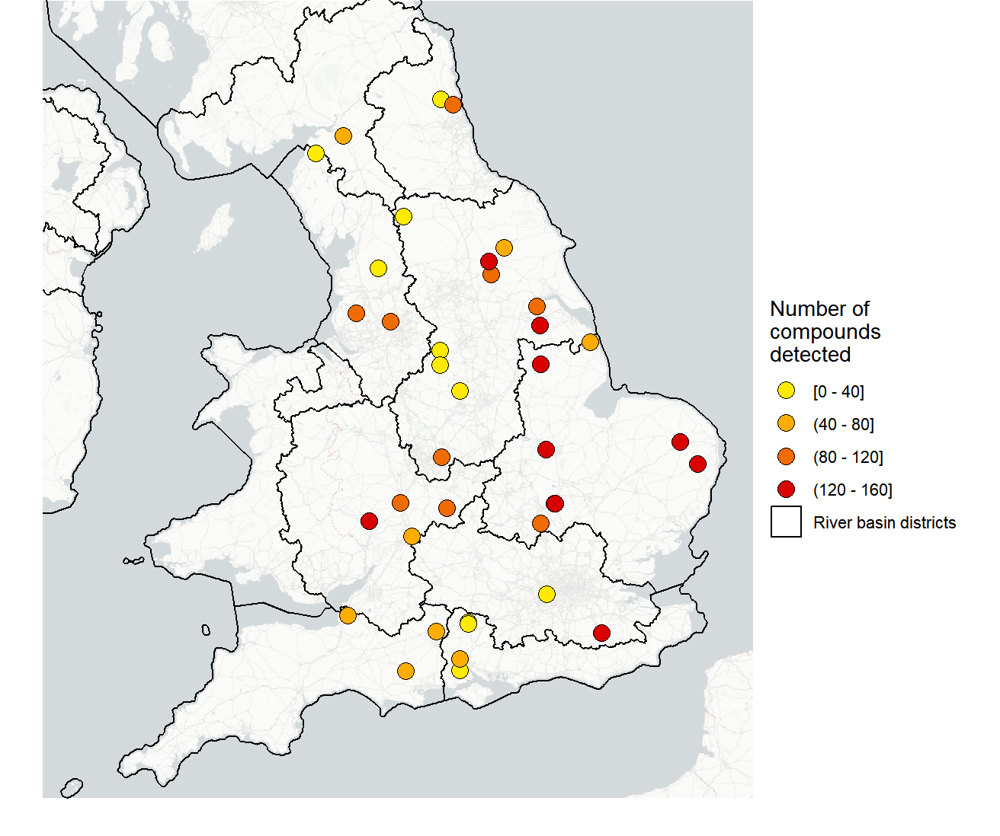 Number of
compounds
detected
[0 - 40]
(40 - 80]
(80 - 120]
(120 - 160]
River basin districts